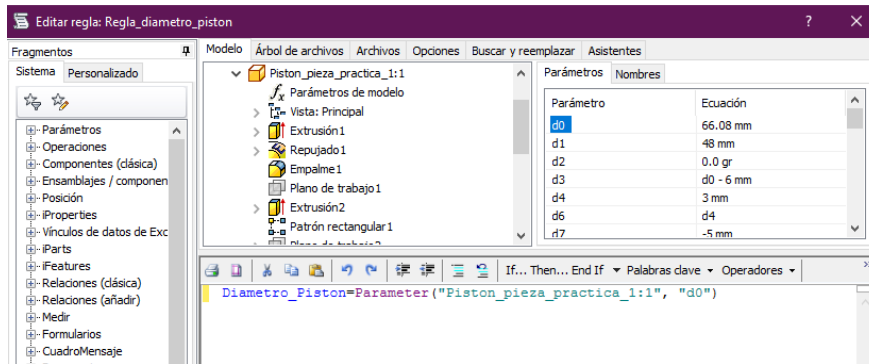 Editar regla: Regla_diametro_piston
Fragmentos
Sistema Personalizado
Parámetros
Operaciones
Componentes (clásica)
Ensamblajes / componen
Posición
iProperties
Vínculos de datos de Exc
iParts
iFeatures
Relaciones (clásica)
Relaciones (añadir)
Medir
Formularios
CuadroMensaje
Modelo Árbol de archivos Archivos Opciones Buscar y reemplazar Asistentes
Piston_pieza_practica_1:1
fx Parámetros de modelo
Vista: Principal
Extrusión1
Repujado1
Empalme1
Plano de trabajo1
Extrusión2
Patrón rectangular1
Parámetros Nombres
Parámetro Ecuación
d0 66.08 mm
d1 48 mm
d2 0.0 gr
d3 d0 - 6 mm
d4 3 mm
d6 d4
d7 -5 mm
If... Then... End If Palabras clave Operadores
Diametro_Piston=Parameter("Piston_pieza_practica_1:1", "d0")